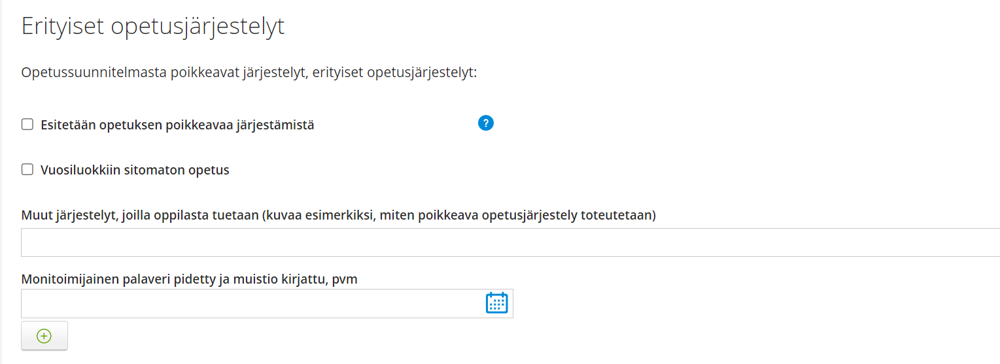 Erityiset opetusjärjestelyt
Opetussuunnitelmasta poikkeavat järjestelyt, erityiset opetusjärjestelyt:
Esitetään opetuksen poikkeavaa järjestämistä ?
Vuosiluokkiin sitomaton opetus
Muut järjestelyt, joilla oppilasta tuetaan (kuvaa esimerkiksi, miten poikkeava opetusjärjestely toteutetaan)
Monitoimijainen palaveri pidetty ja muistio kirjattu, pvm